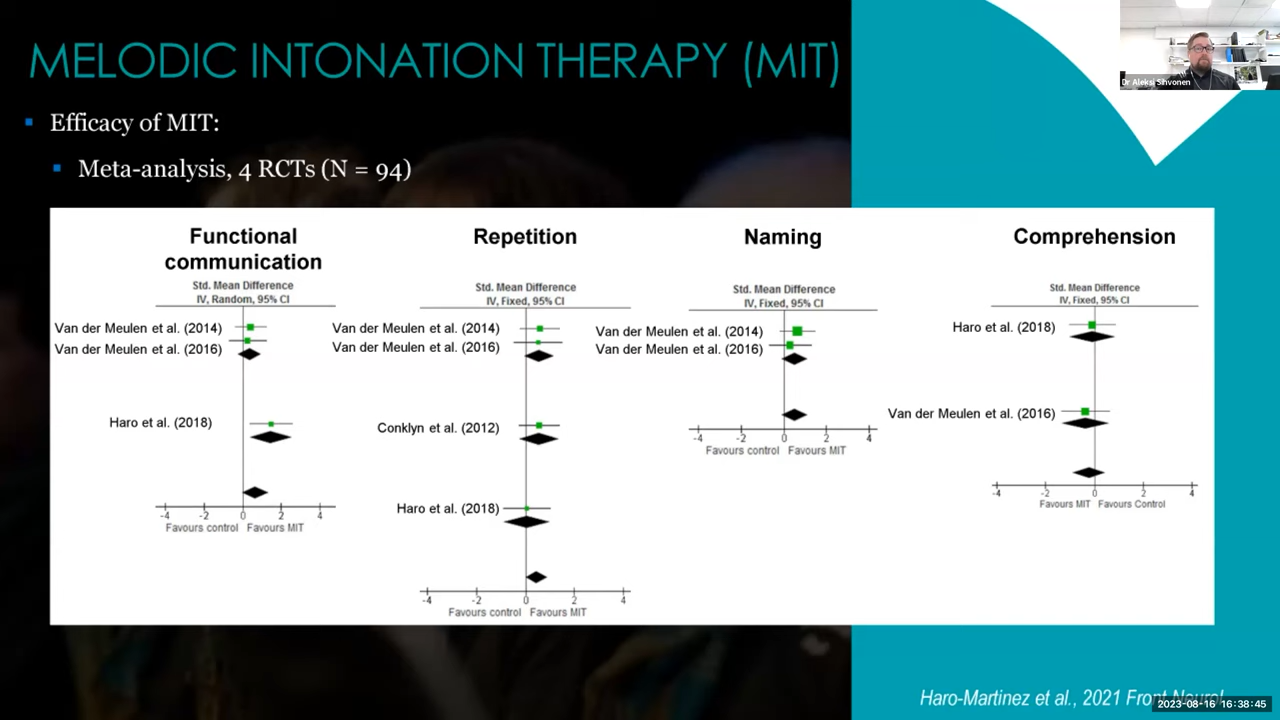 MELODIC INTONATION THERAPY (MIT)
Dr Aleksi Sihvonen
Efficacy of MIT:
Meta-analysis, 4 RCTs (N = 94)
Functional
communication
Std. Mean Difference
IV, Random, 95% CI
Van der Meulen et al. (2014)
Van der Meulen et al. (2016)
Haro et al. (2018)
-4 -2 0 2 4
Favours control Favours MIT
Repetition
Std. Mean Difference
IV, Fixed, 95% CI
Van der Meulen et al. (2014)
Van der Meulen et al. (2016)
Conklyn et al. (2012)
Haro et al. (2018)
-4 -2 0 2 4
Favours control Favours MIT
Naming
Std. Mean Difference
IV, Fixed, 95% CI
Van der Meulen et al. (2014)
Van der Meulen et al. (2016)
-4 -2 0 2 4
Favours control Favours MIT
Comprehension
Std. Mean Difference
IV, Fixed, 95% CI
Haro et al. (2018)
Van der Meulen et al. (2016)
-4 -2 0 2 4
Favours MIT Favours Control
Haro-Martinez et al., 2021 Front Neurol
2023-08-16 16:38:45